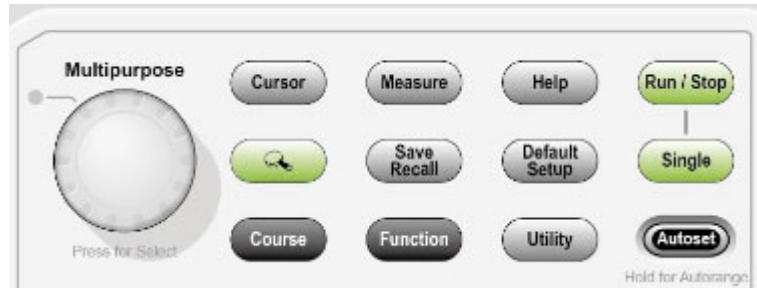 Multipurpose
Cursor
Measure
Help
Run / Stop
Save
Recall
Default
Setup
Single
Course
Function
Utility
Autoset
Press for Select
Hold for Autorange